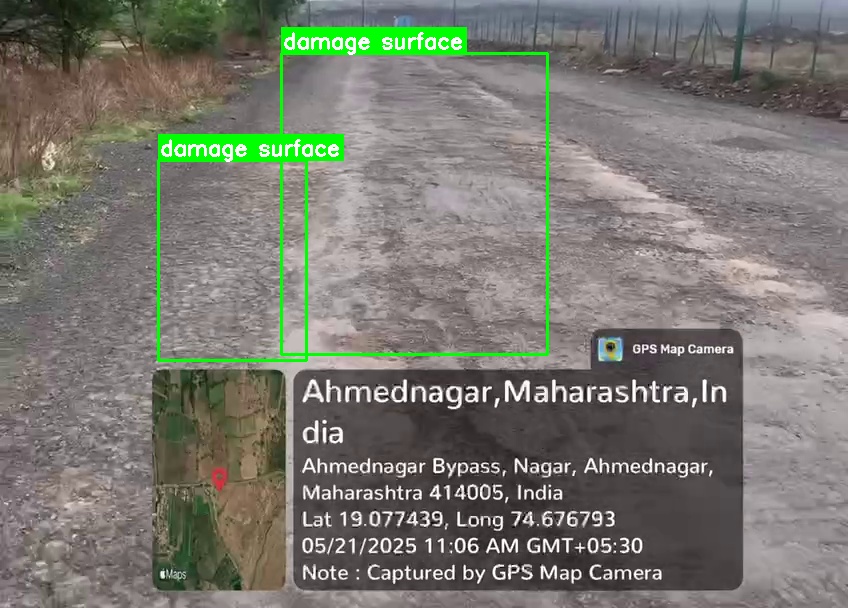 damage surface
damage surface
GPS Map Camera
Ahmednagar,Maharashtra,In
dia
Ahmednagar Bypass, Nagar, Ahmednagar,
Maharashtra 414005, India
Lat 19.077439, Long 74.676793
05/21/2025 11:06 AM GMT+05:30
Note : Captured by GPS Map Camera
Maps